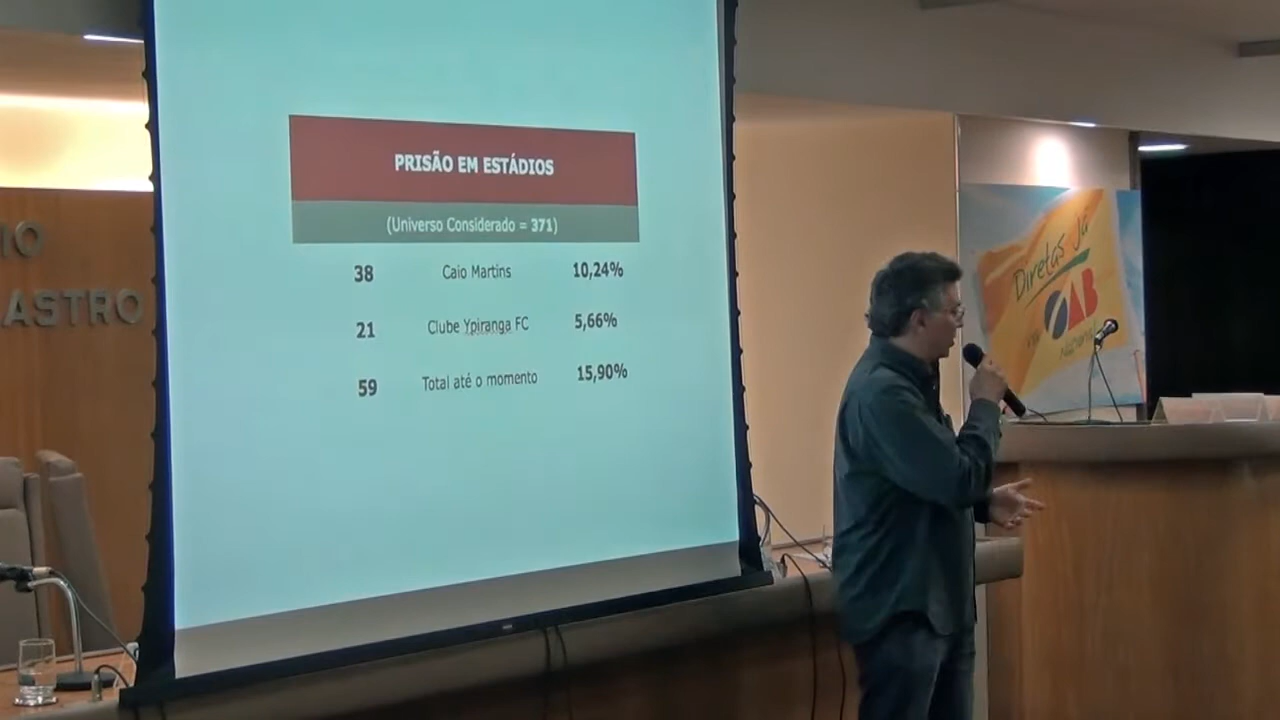 PRISÃO EM ESTÁDIOS
(Universo Considerado = 371)
38 Caio Martins 10,24%
21 Clube Ypiranga FC 5,66%
59 Total até o momento 15,90%
IO
ASTRO
Diretas Já
OAB